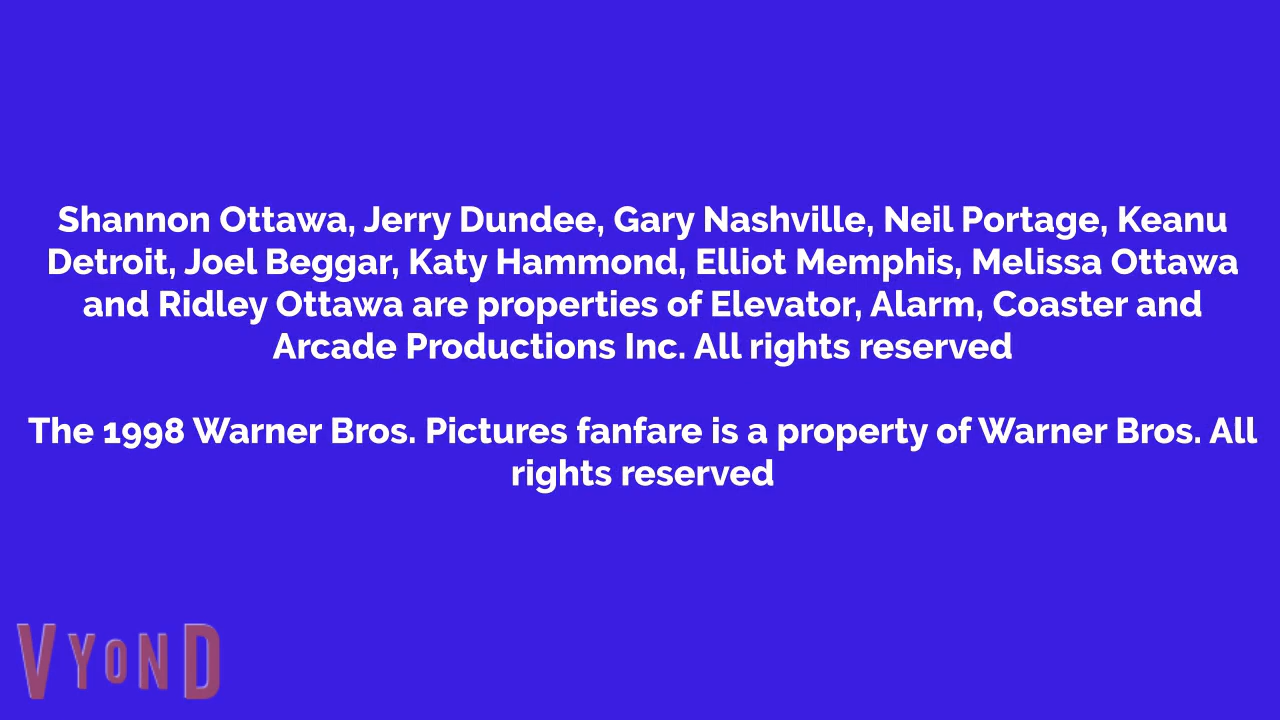 Shannon Ottawa, Jerry Dundee, Gary Nashville, Neil Portage, Keanu
Detroit, Joel Beggar, Katy Hammond, Elliot Memphis, Melissa Ottawa
and Ridley Ottawa are properties of Elevator, Alarm, Coaster and
Arcade Productions Inc. All rights reserved
The 1998 Warner Bros. Pictures fanfare is a property of Warner Bros. All
rights reserved
VYOND